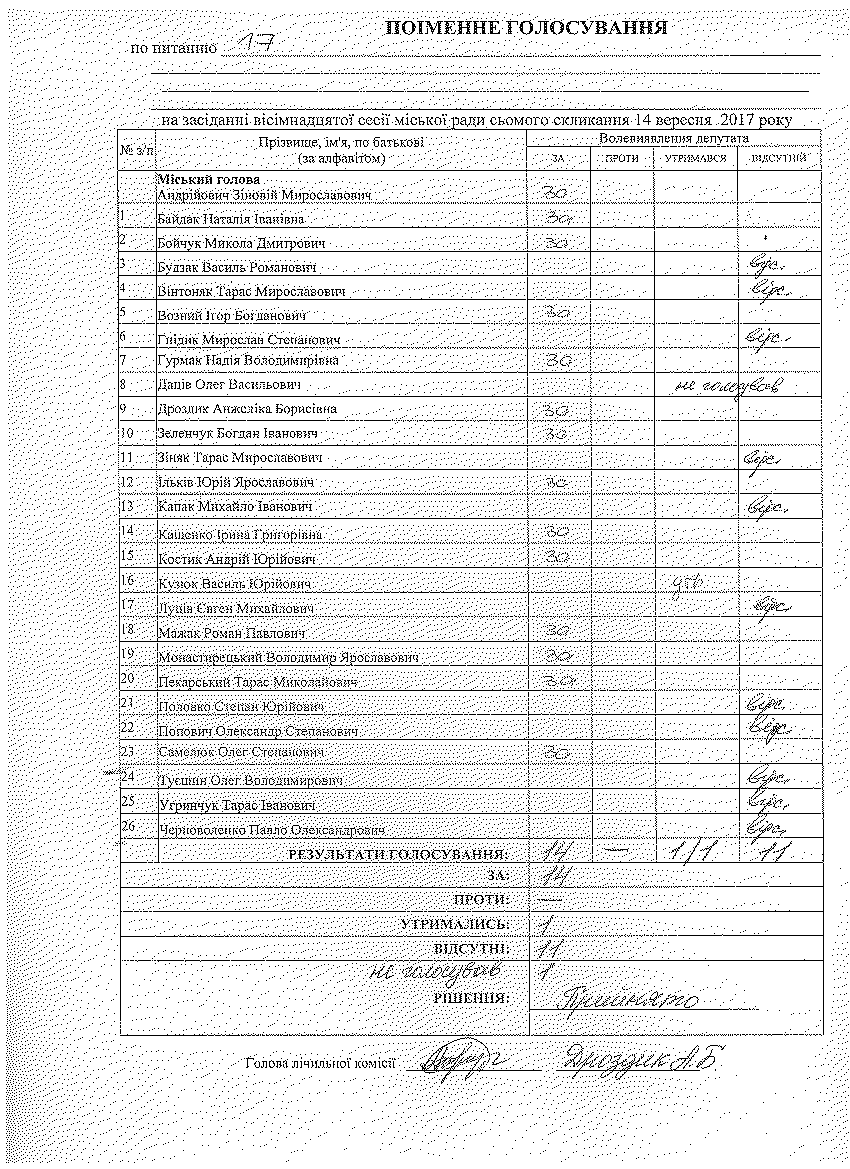 ПОІМЕННЕ ГОЛОСУВАННЯ
по питанню 17
на засіданні вісімнадцятої сесії міської ради сьомого скликання 14 вересня 2017 року
№ з/п Прізвище, ім'я, по батькові (за алфавітом) Волевиявлення депутата
ЗА ПРОТИ УТРИМАВСЯ ВІДСУТНІЙ
Міський голова
Андрійович Зіновій Мирославович за
1 Байдак Наталія Іванівна за
2 Бойчук Микола Дмитрович за
3 Будзак Василь Романович відс.
4 Вінтоняк Тарас Мирославович відс.
5 Возний Ігор Богданович за
6 Гнідик Мирослав Степанович відс.
7 Гурмак Надія Володимирівна за
8 Даців Олег Васильович не голосував
9 Дроздик Анжеліка Борисівна за
10 Зеленчук Богдан Іванович за
11 Зіняк Тарас Мирославович відс.
12 Ільків Юрій Ярославович за
13 Капак Михайло Іванович відс.
14 Кащенко Ірина Григорівна за
15 Костик Андрій Юрійович за
16 Кузюк Василь Юрійович утр.
17 Луців Євген Михайлович відс.
18 Мажак Роман Павлович за
19 Монастирецький Володимир Ярославович за
20 Пекарський Тарас Миколайович за
21 Половко Степан Юрійович відс.
22 Попович Олександр Степанович відс.
23 Самелюк Олег Степанович за
24 Туєшин Олег Володимирович відс.
25 Угринчук Тарас Іванович відс.
26 Черноволенко Павло Олександрович відс.
РЕЗУЛЬТАТИ ГОЛОСУВАННЯ: 14 — 1/1 11
ЗА: 14
ПРОТИ: —
УТРИМАЛИСЬ: 1
ВІДСУТНІ: 11
не голосував 1
РІШЕННЯ: Прийнято
Голова лічильної комісії Дроздик А.Б